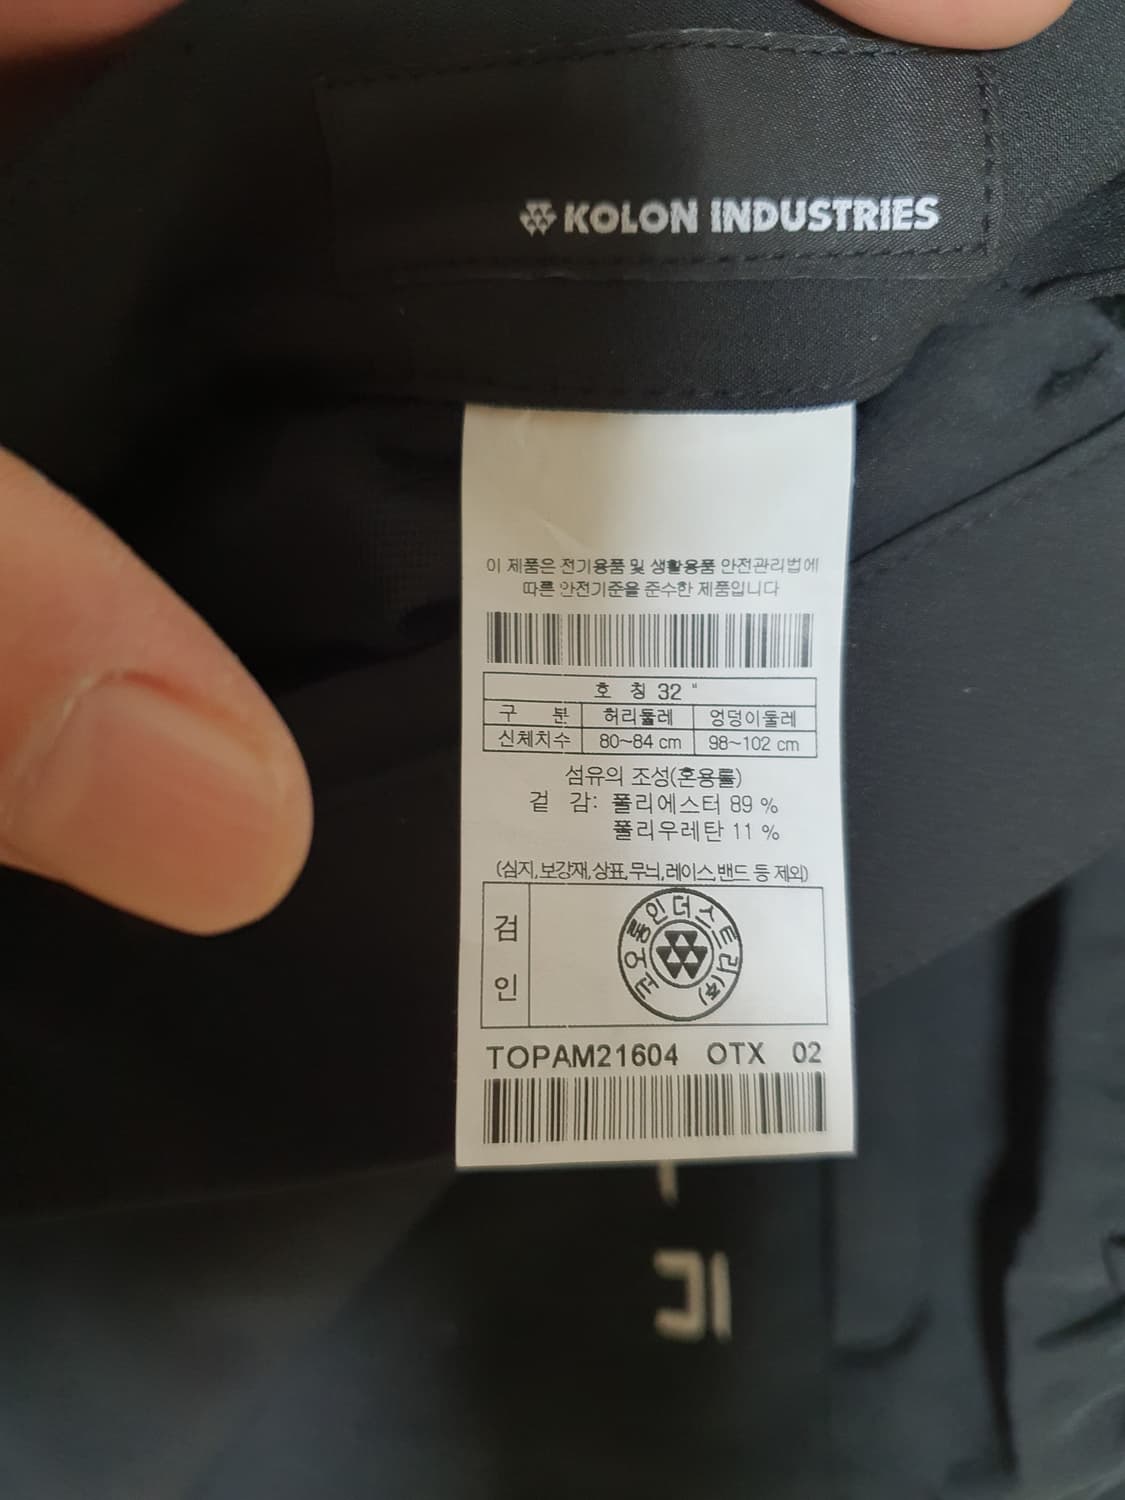 KOLON INDUSTRIES
이 제품은 전기용품 및 생활용품 안전관리법에
따른 안전기준을 준수한 제품입니다
호 칭 32 "
구 분 허리둘레 엉덩이둘레
신체치수 80~84 cm 98~102 cm
섬유의 조성(혼용률)
겉 감: 폴리에스터 89 %
폴리우레탄 11 %
(심지,보강재,상표,무늬,레이스,밴드 등 제외)
검
인
코오롱인더스트리(주)
TOPAM21604 OTX 02